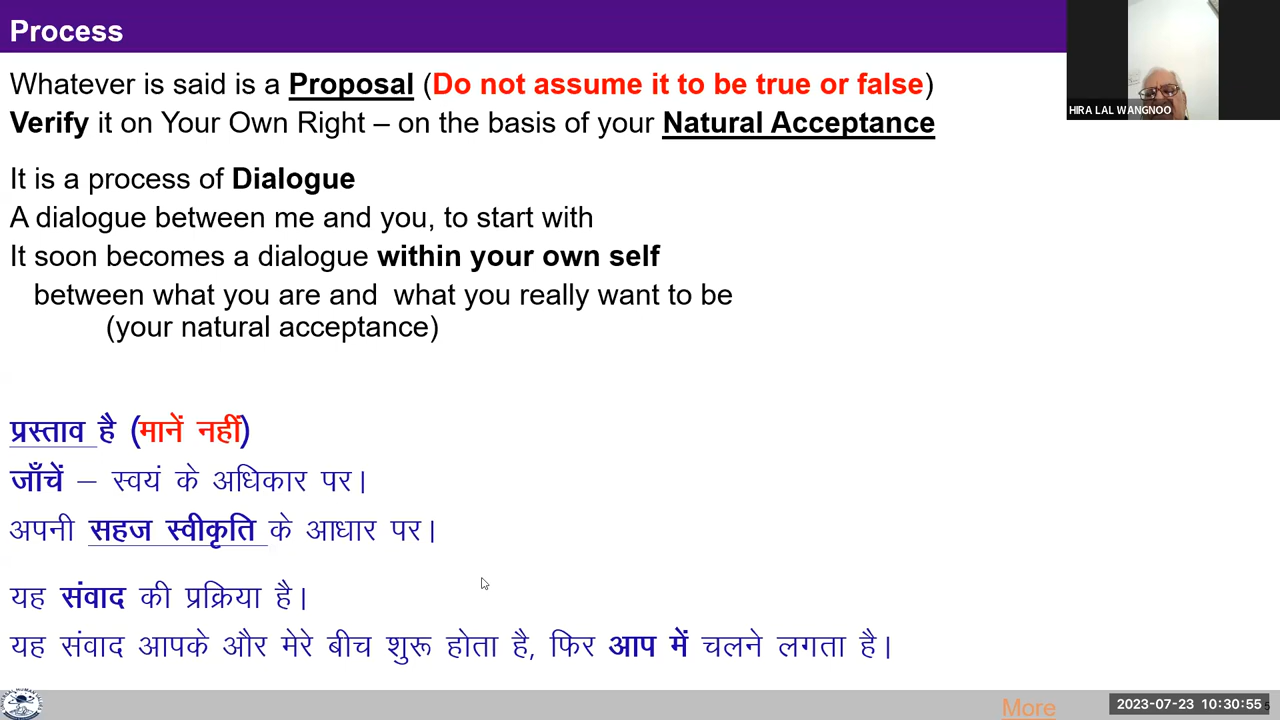 Process
HIRA LAL WANGNOO
Whatever is said is a Proposal (Do not assume it to be true or false)
Verify it on Your Own Right – on the basis of your Natural Acceptance
It is a process of Dialogue
A dialogue between me and you, to start with
It soon becomes a dialogue within your own self
between what you are and what you really want to be
(your natural acceptance)
प्रस्ताव है (मानें नहीं)
जाँचें – स्वयं के अधिकार पर।
अपनी सहज स्वीकृति के आधार पर।
यह संवाद की प्रक्रिया है।
यह संवाद आपके और मेरे बीच शुरू होता है, फिर आप में चलने लगता है।
More
2023-07-23 10:30:55